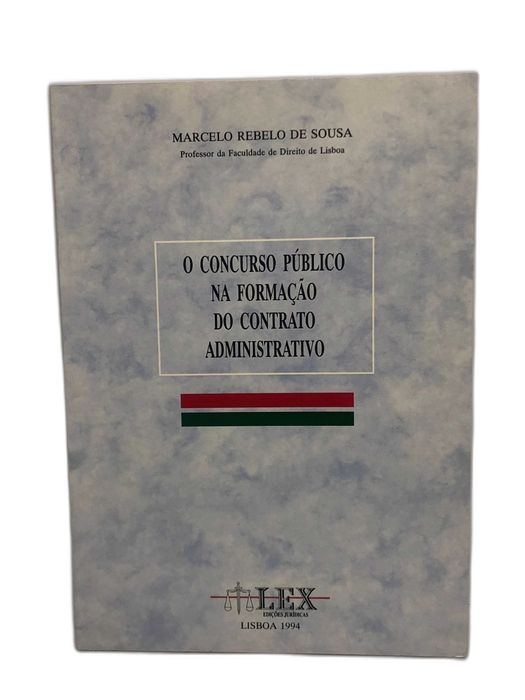 MARCELO REBELO DE SOUSA
Professor da Faculdade de Direito de Lisboa
O CONCURSO PÚBLICO
NA FORMAÇÃO
DO CONTRATO
ADMINISTRATIVO
LEX
EDIÇÕES JURÍDICAS
LISBOA 1994